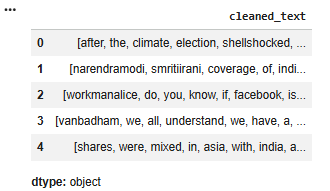 ...
cleaned_text
0 [after, the, climate, election, shellshocked, ...
1 [narendramodi, smritiirani, coverage, of, indi...
2 [workmanalice, do, you, know, if, facebook, is...
3 [vanbadham, we, all, understand, we, have, a, ...
4 [shares, were, mixed, in, asia, with, india, a...
dtype: object